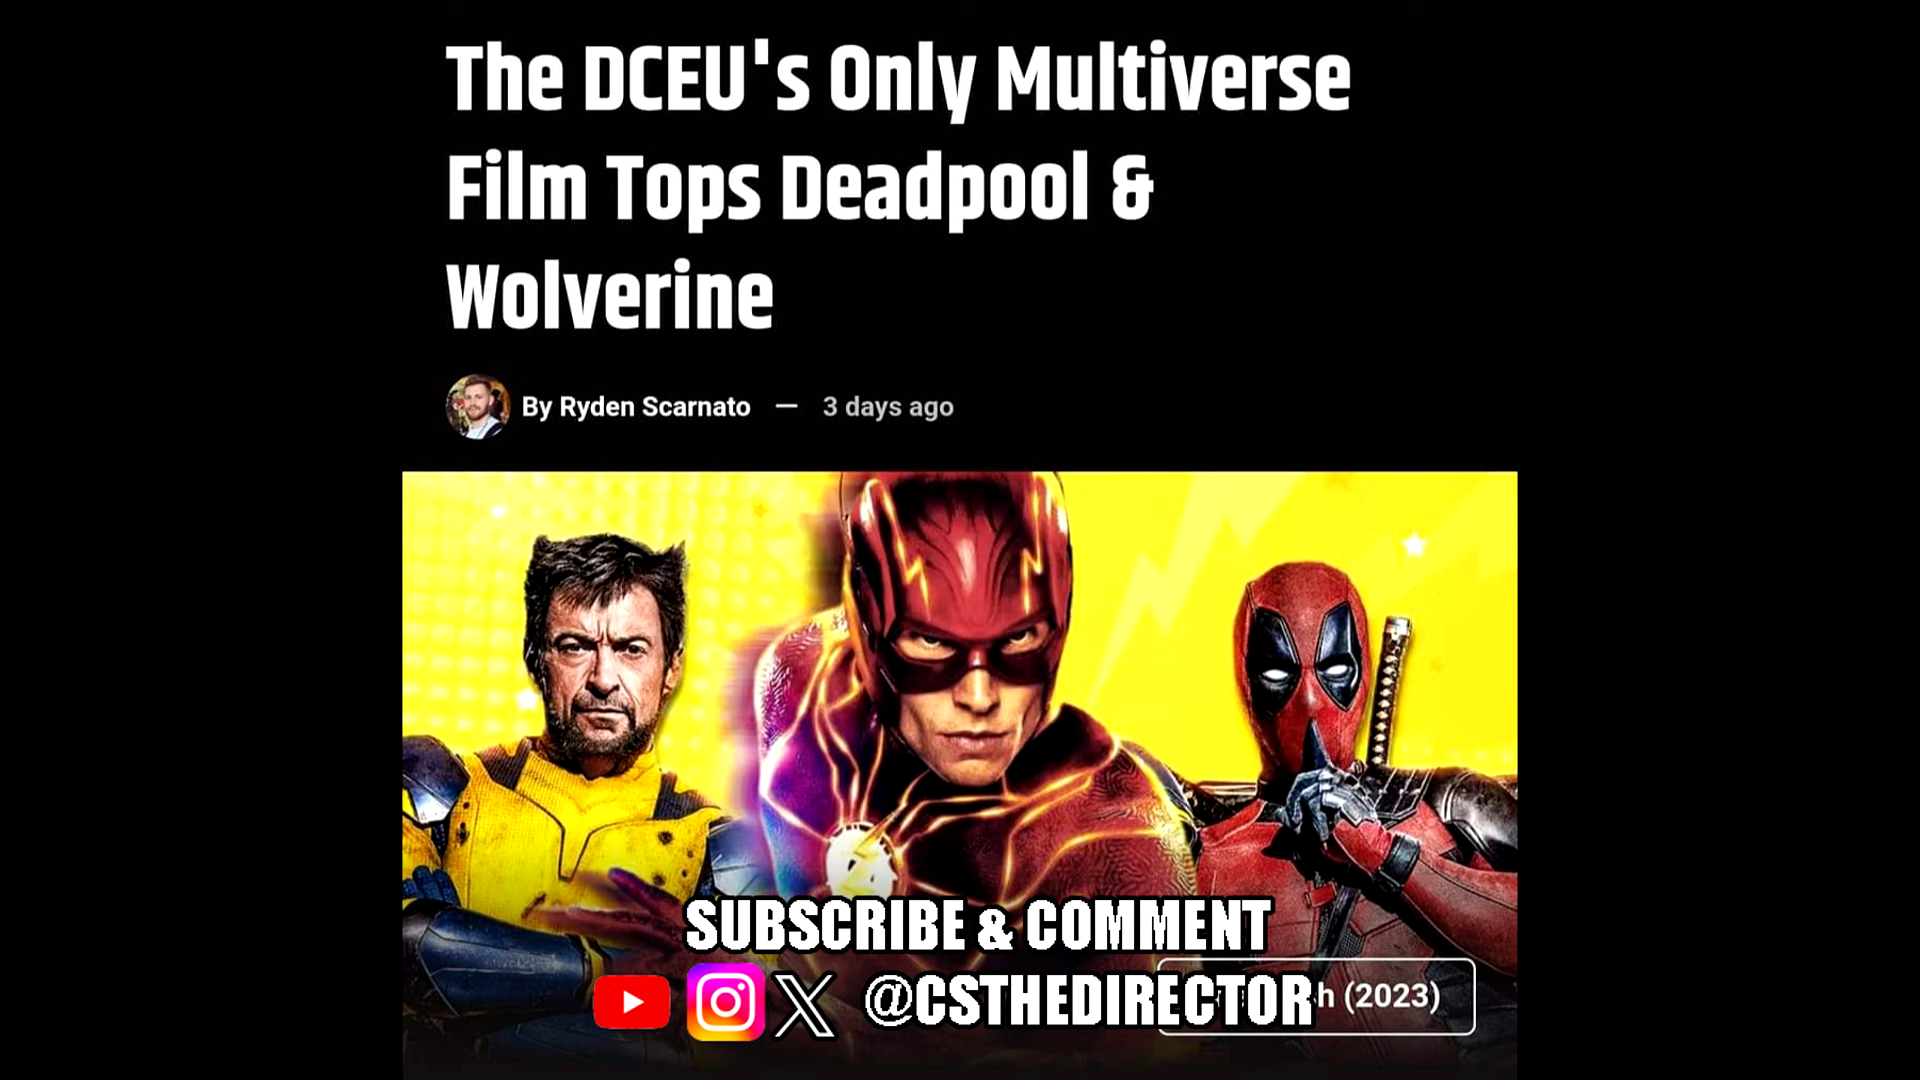 The DCEU's Only Multiverse
Film Tops Deadpool &
Wolverine
By Ryden Scarnato — 3 days ago
SUBSCRIBE & COMMENT
@CSTHEDIRECTOR
(2023)